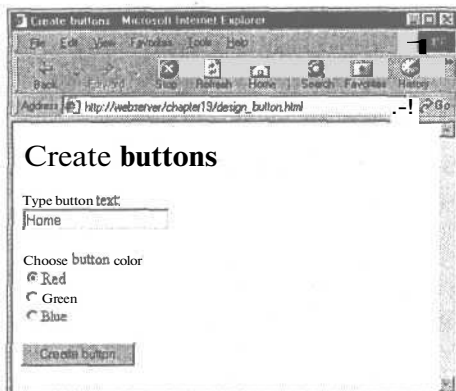 Create buttons Microsoft Internet Explorer
File Edit View Favorites Tools Help
Back Forward Stop Refresh Home Search Favorites History
Address http://webserver/chapter13/design_button.html Go
Create buttons
Type button text:
Home
Choose button color
Red
Green
Blue
Create button